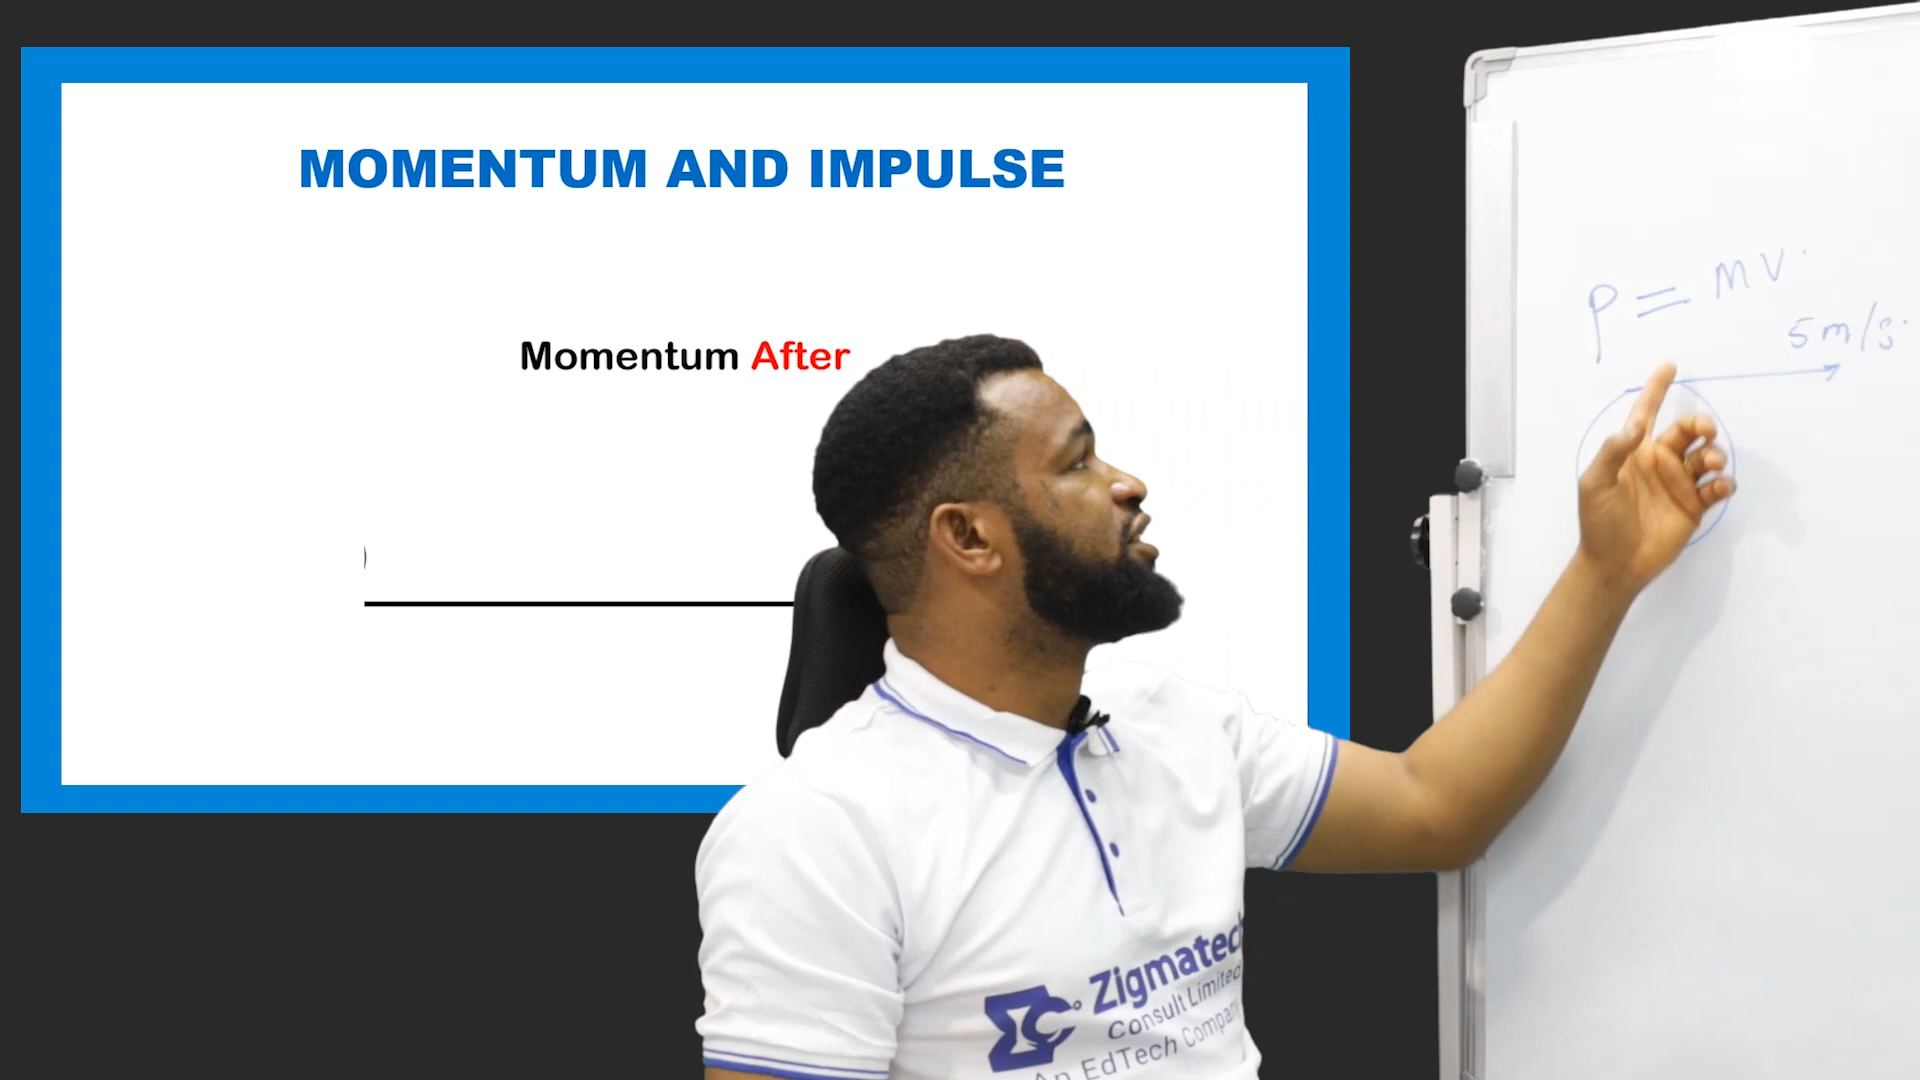 MOMENTUM AND IMPULSE
Momentum After
P = MV.
5m/s.
Zigmatech
Consult Limited
An EdTech Company